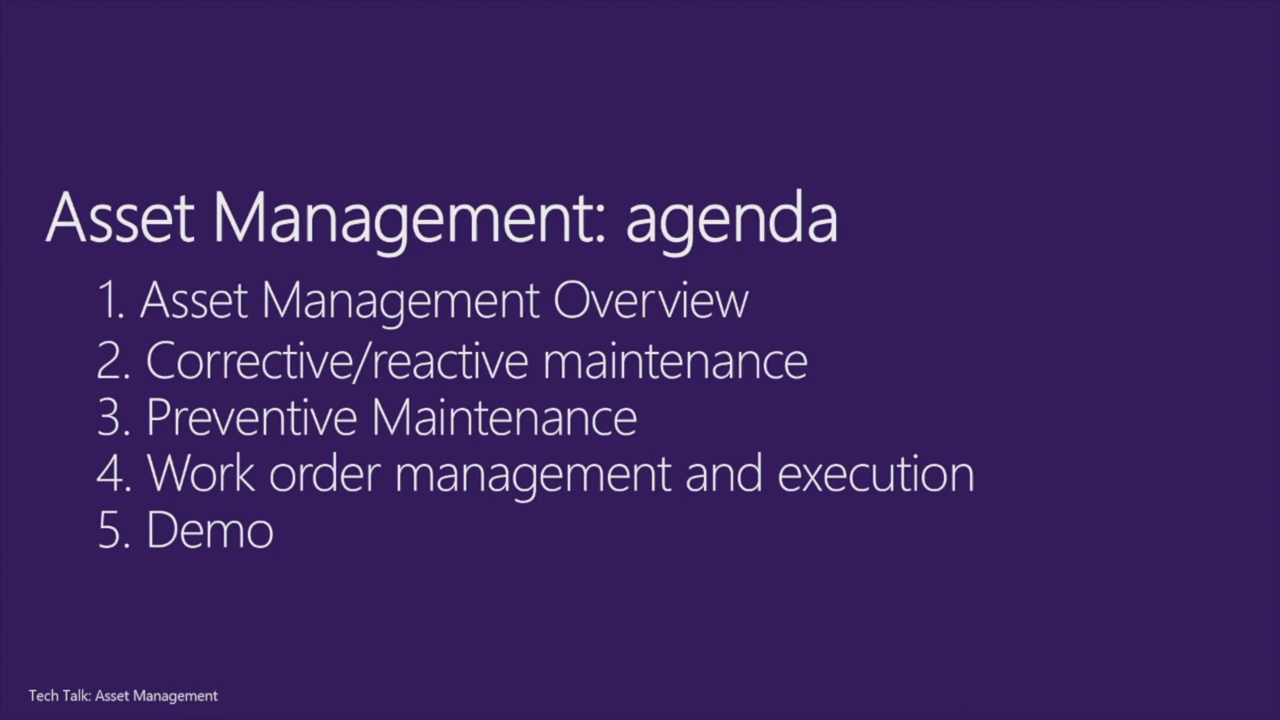 Asset Management: agenda
1. Asset Management Overview
2. Corrective/reactive maintenance
3. Preventive Maintenance
4. Work order management and execution
5. Demo
Tech Talk: Asset Management